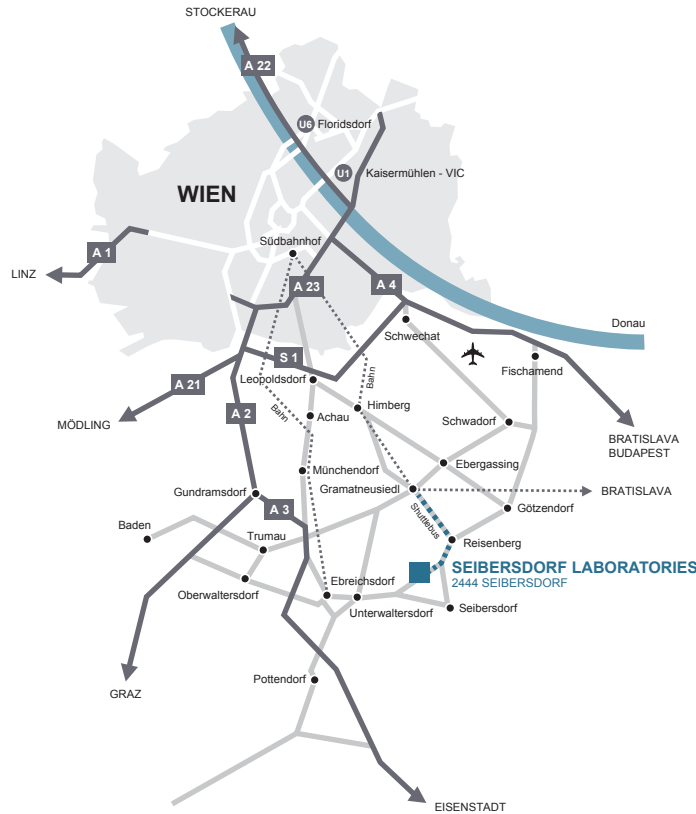 STOCKERAU
A 22
U6 Floridsdorf
U1 Kaisermühlen - VIC
WIEN
Südbahnhof
A 1
LINZ
A 23
A 4
Donau
Schwechat
S 1
Fischamend
Leopoldsdorf
Bahn
A 21
MÖDLING
A 2
Bahn
Himberg
Achau
Schwadorf
BRATISLAVA
BUDAPEST
Ebergassing
Münchendorf
Gramatneusiedl
BRATISLAVA
Gundramsdorf
A 3
Shuttlebus
Götzendorf
Baden
Trumau
Reisenberg
SEIBERSDORF LABORATORIES
2444 SEIBERSDORF
Ebreichsdorf
Oberwaltersdorf
Unterwaltersdorf
Seibersdorf
Pottendorf
GRAZ
EISENSTADT